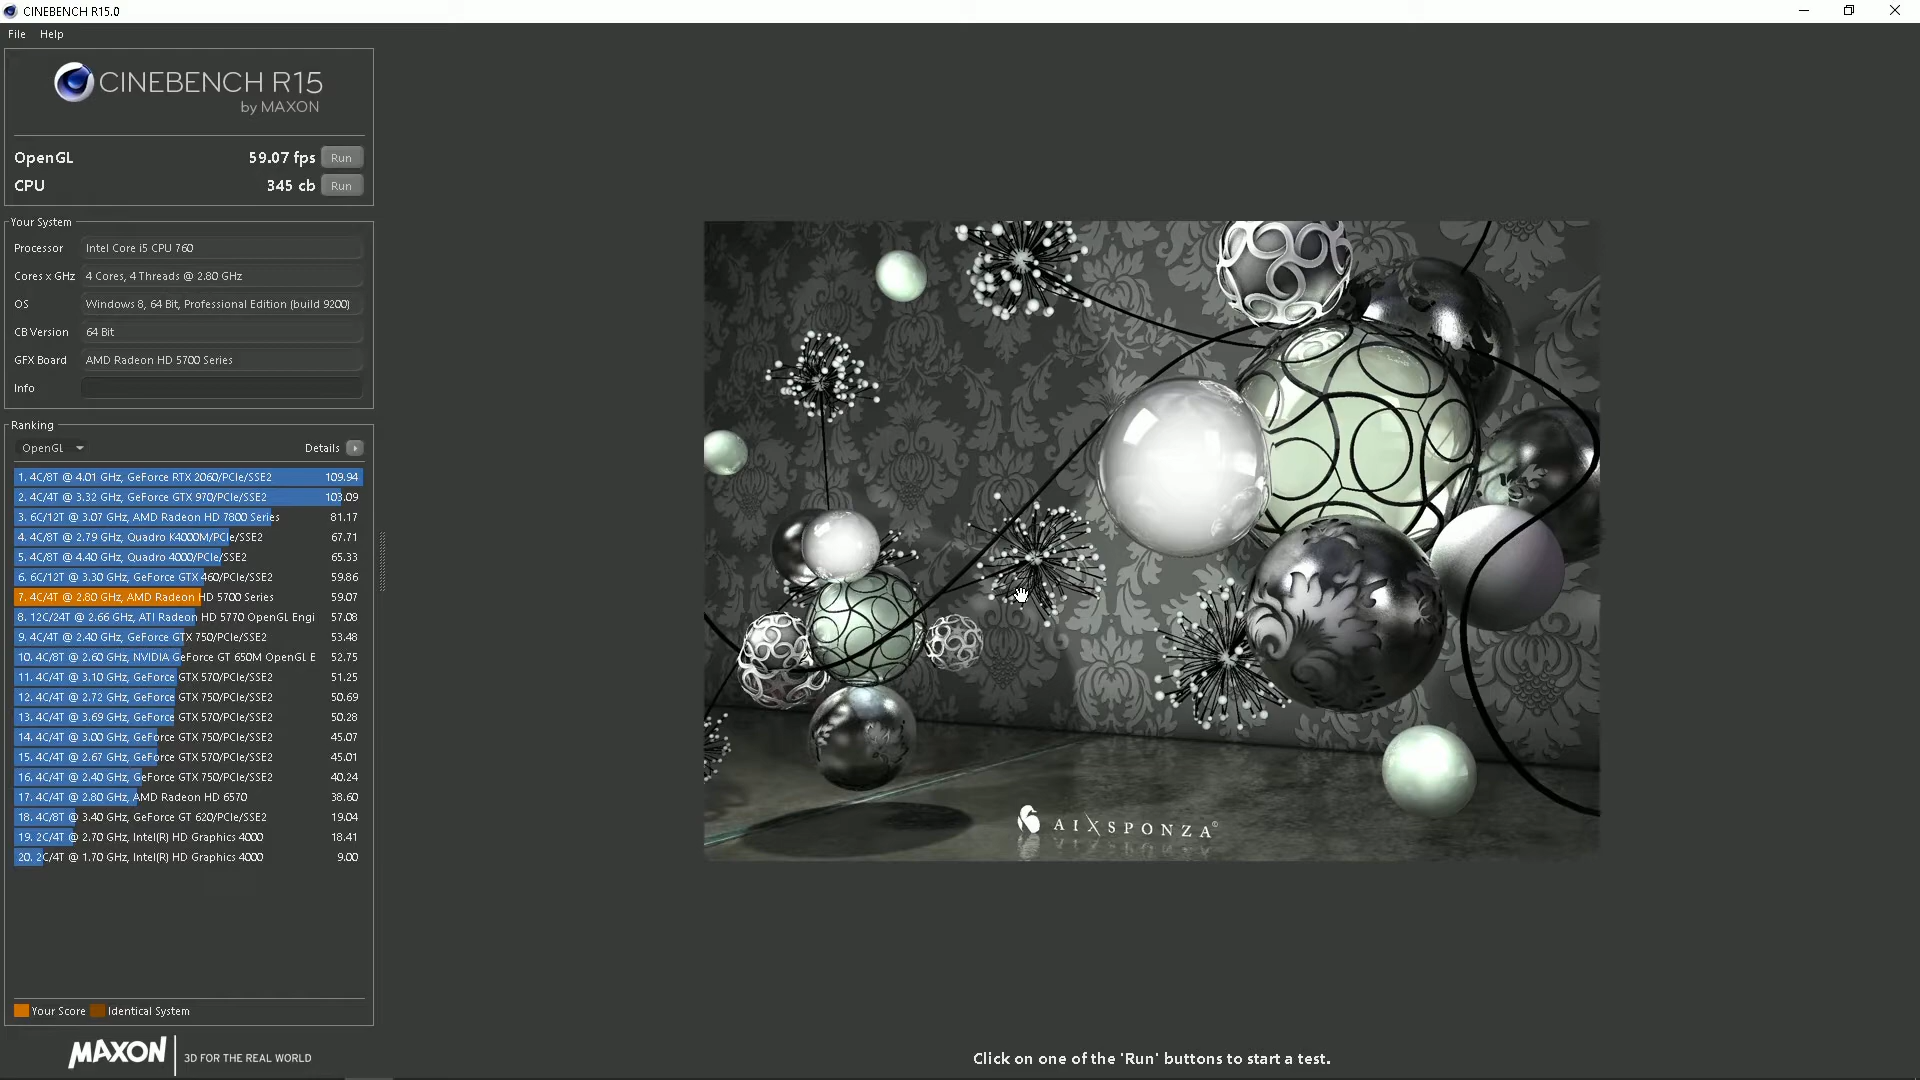 CINEBENCH R15.0
File Help
CINEBENCH R15
by MAXON
OpenGL 59.07 fps Run
CPU 345 cb Run
Your System
Processor Intel Core i5 CPU 760
Cores x GHz 4 Cores, 4 Threads @ 2.80 GHz
OS Windows 8, 64 Bit, Professional Edition (build 9200)
CB Version 64 Bit
GFX Board AMD Radeon HD 5700 Series
Info
Ranking
OpenGL Details
1. 4C/8T @ 4.01 GHz, GeForce RTX 2060/PCIe/SSE2 109.94
2. 4C/4T @ 3.32 GHz, GeForce GTX 970/PCIe/SSE2 103.09
3. 6C/12T @ 3.07 GHz, AMD Radeon HD 7800 Series 81.17
4. 4C/8T @ 2.79 GHz, Quadro K4000M/PCIe/SSE2 67.71
5. 4C/8T @ 4.40 GHz, Quadro 4000/PCIe/SSE2 65.33
6. 6C/12T @ 3.30 GHz, GeForce GTX 460/PCIe/SSE2 59.86
7. 4C/4T @ 2.80 GHz, AMD Radeon HD 5700 Series 59.07
8. 12C/24T @ 2.66 GHz, ATI Radeon HD 5770 OpenGL Engi 57.08
9. 4C/4T @ 2.40 GHz, GeForce GTX 750/PCIe/SSE2 53.48
10. 4C/8T @ 2.60 GHz, NVIDIA GeForce GT 650M OpenGL E 52.75
11. 4C/4T @ 3.10 GHz, GeForce GTX 570/PCIe/SSE2 51.25
12. 4C/4T @ 2.72 GHz, GeForce GTX 750/PCIe/SSE2 50.69
13. 4C/4T @ 3.69 GHz, GeForce GTX 570/PCIe/SSE2 50.28
14. 4C/4T @ 3.00 GHz, GeForce GTX 750/PCIe/SSE2 45.07
15. 4C/4T @ 2.67 GHz, GeForce GTX 570/PCIe/SSE2 45.01
16. 4C/4T @ 2.40 GHz, GeForce GTX 750/PCIe/SSE2 40.24
17. 4C/4T @ 2.80 GHz, AMD Radeon HD 6570 38.60
18. 4C/8T @ 3.40 GHz, GeForce GT 620/PCIe/SSE2 19.04
19. 2C/4T @ 2.70 GHz, Intel(R) HD Graphics 4000 18.41
20. 2C/4T @ 1.70 GHz, Intel(R) HD Graphics 4000 9.00
Your Score Identical System
MAXON 3D FOR THE REAL WORLD
AIXSPONZA©
Click on one of the 'Run' buttons to start a test.